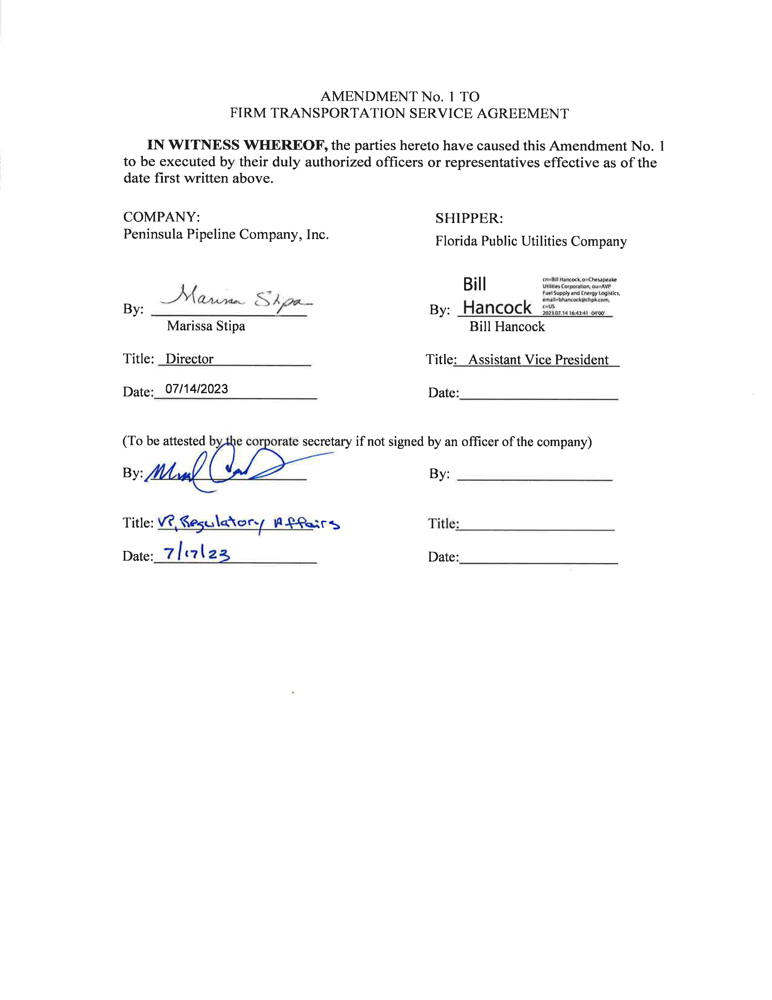 AMENDMENT No. 1 TO
FIRM TRANSPORTATION SERVICE AGREEMENT
IN WITNESS WHEREOF, the parties hereto have caused this Amendment No. 1
to be executed by their duly authorized officers or representatives effective as of the
date first written above.
COMPANY:
Peninsula Pipeline Company, Inc.
SHIPPER:
Florida Public Utilities Company
By: Marissa Stipa
Marissa Stipa
Title: Director
Date: 07/14/2023
By: Bill
Hancock
cn=Bill Hancock, o=Chesapeake
Utilities Corporation, ou=AVP
Fuel Supply and Energy Logistics,
email=bhancock@chpk.com,
c=US
2023.07.14 16:43:41 -04'00'
Bill Hancock
Title: Assistant Vice President
Date:
(To be attested by the corporate secretary if not signed by an officer of the company)
By:
Title: VP, Regulatory Affairs
Date: 7/17/23
By:
Title:
Date: